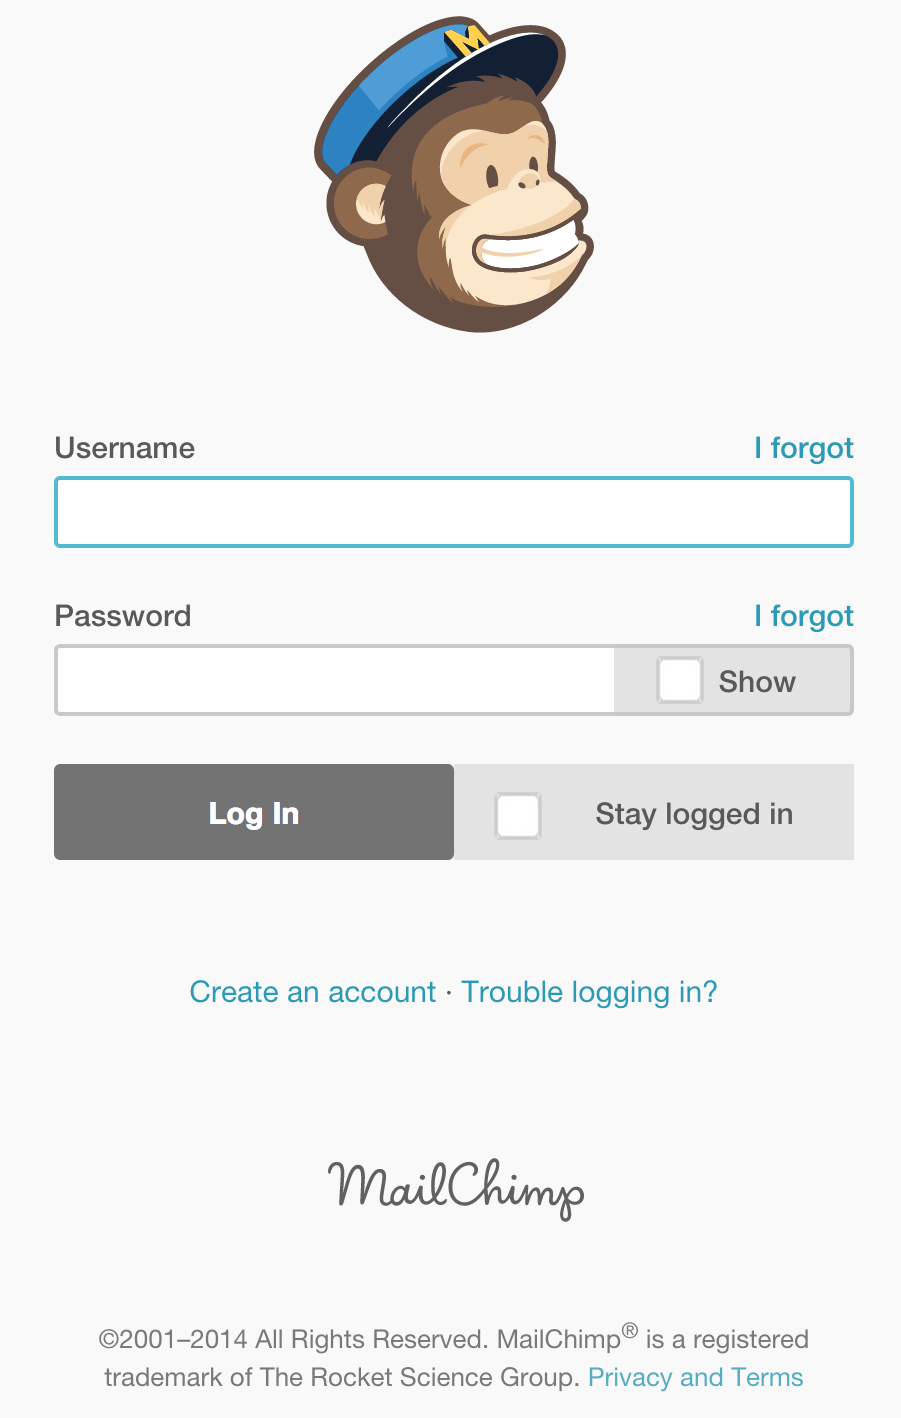 M
Username I forgot
Password I forgot
Show
Log In Stay logged in
Create an account · Trouble logging in?
MailChimp
©2001–2014 All Rights Reserved. MailChimp® is a registered
trademark of The Rocket Science Group. Privacy and Terms